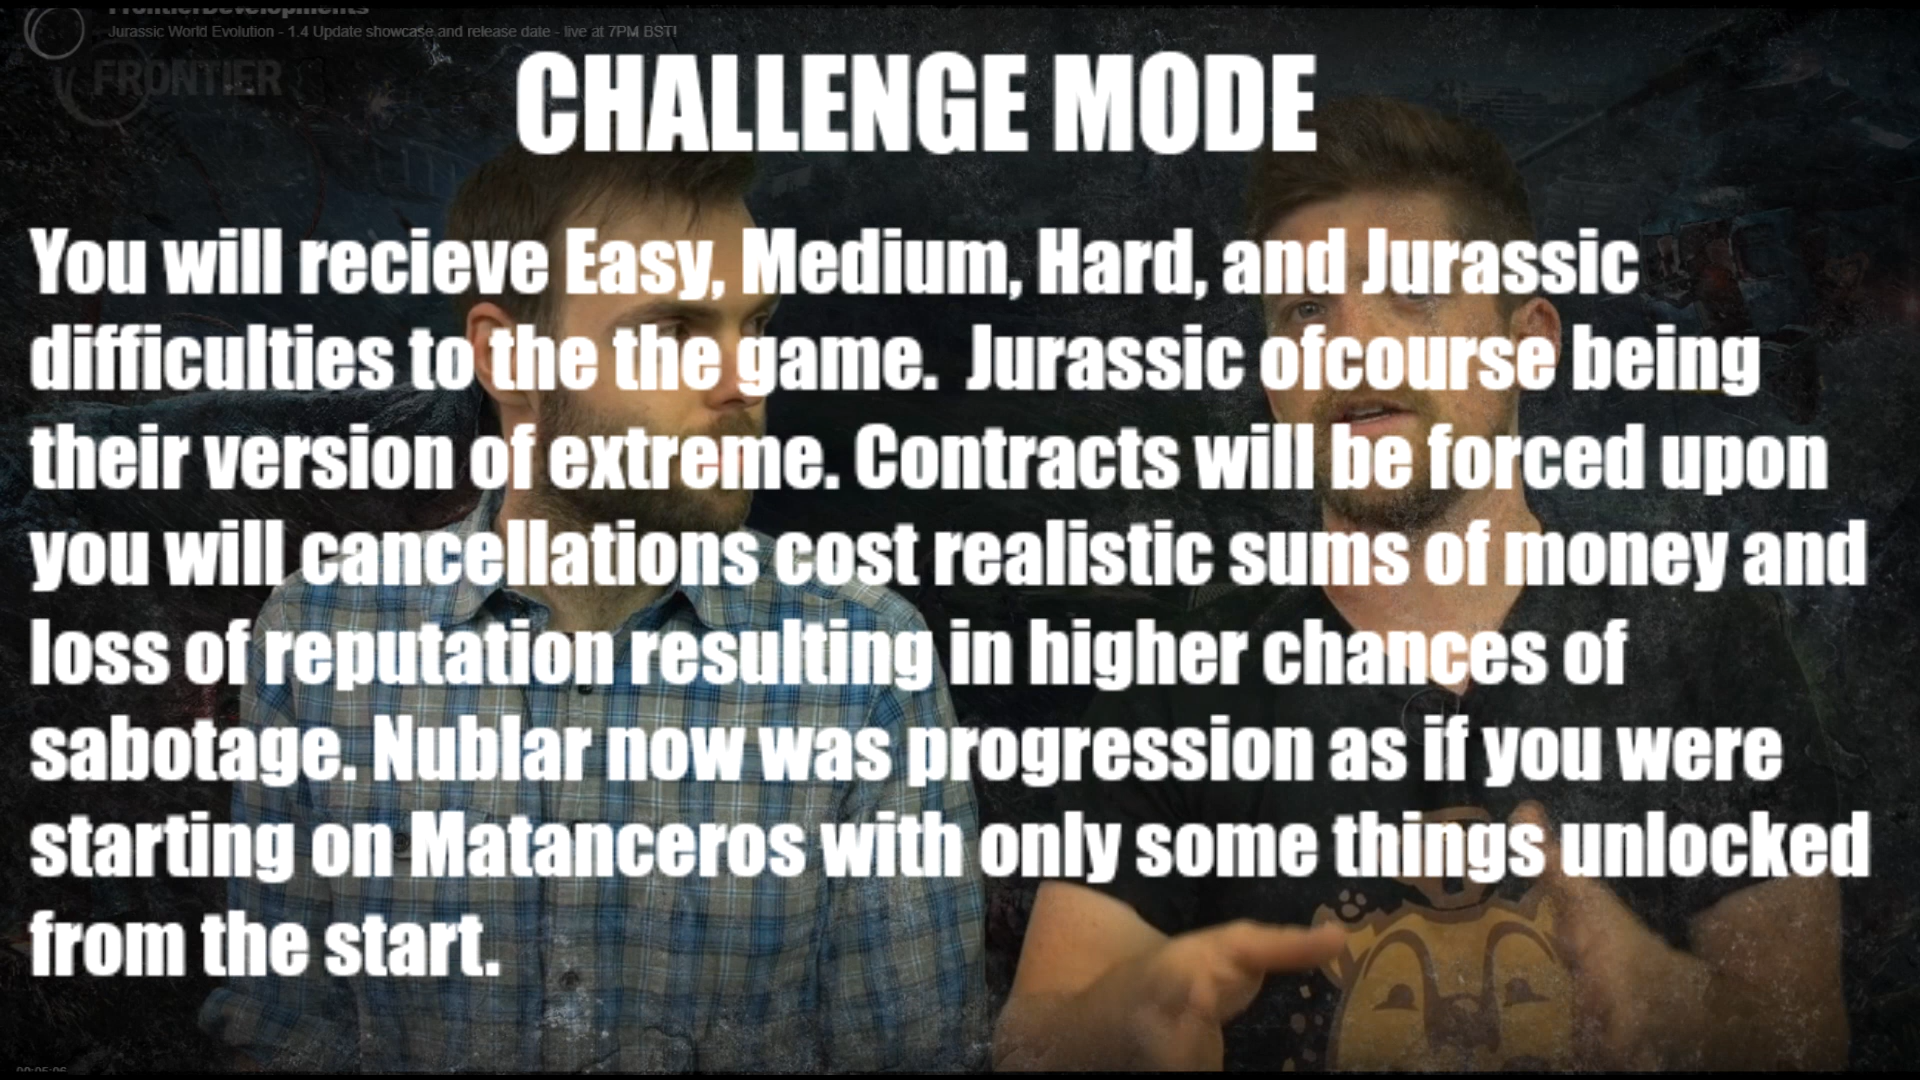 FrontierDevelopments
Jurassic World Evolution - 1.4 Update showcase and release date - live at 7PM BST!
FRONTIER
CHALLENGE MODE
You will recieve Easy, Medium, Hard, and Jurassic
difficulties to the the game.  Jurassic ofcourse being
their version of extreme. Contracts will be forced upon
you will cancellations cost realistic sums of money and
loss of reputation resulting in higher chances of
sabotage. Nublar now was progression as if you were
starting on Matanceros with only some things unlocked
from the start.